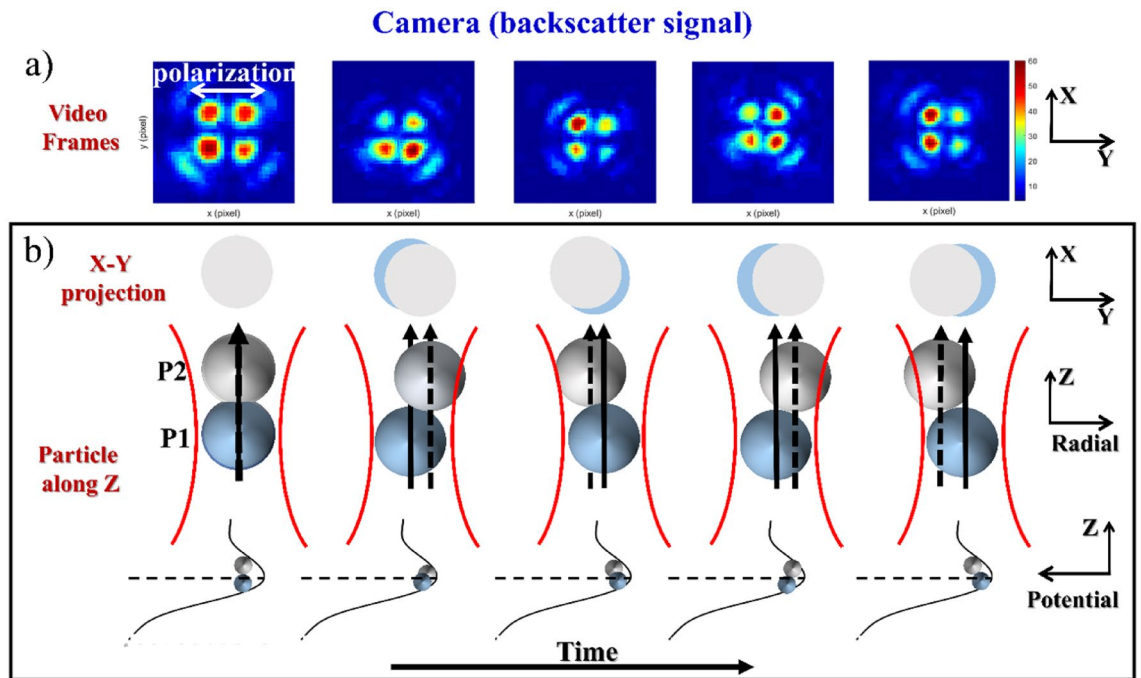 Camera (backscatter signal)
a)
Video
Frames
polarization
y (pixel)
x (pixel)
x (pixel)
x (pixel)
x (pixel)
x (pixel)
60
50
40
30
20
10
X
Y
b)
X-Y
projection
X
Y
P2
P1
Z
Radial
Particle
along Z
Z
Potential
Time